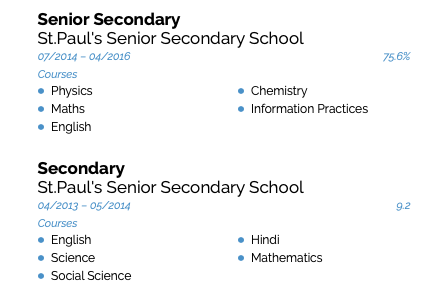 Senior Secondary
St.Paul's Senior Secondary School
07/2014 – 04/2016 75.6%
Courses
Physics Chemistry
Maths Information Practices
English
Secondary
St.Paul's Senior Secondary School
04/2013 – 05/2014 9.2
Courses
English Hindi
Science Mathematics
Social Science